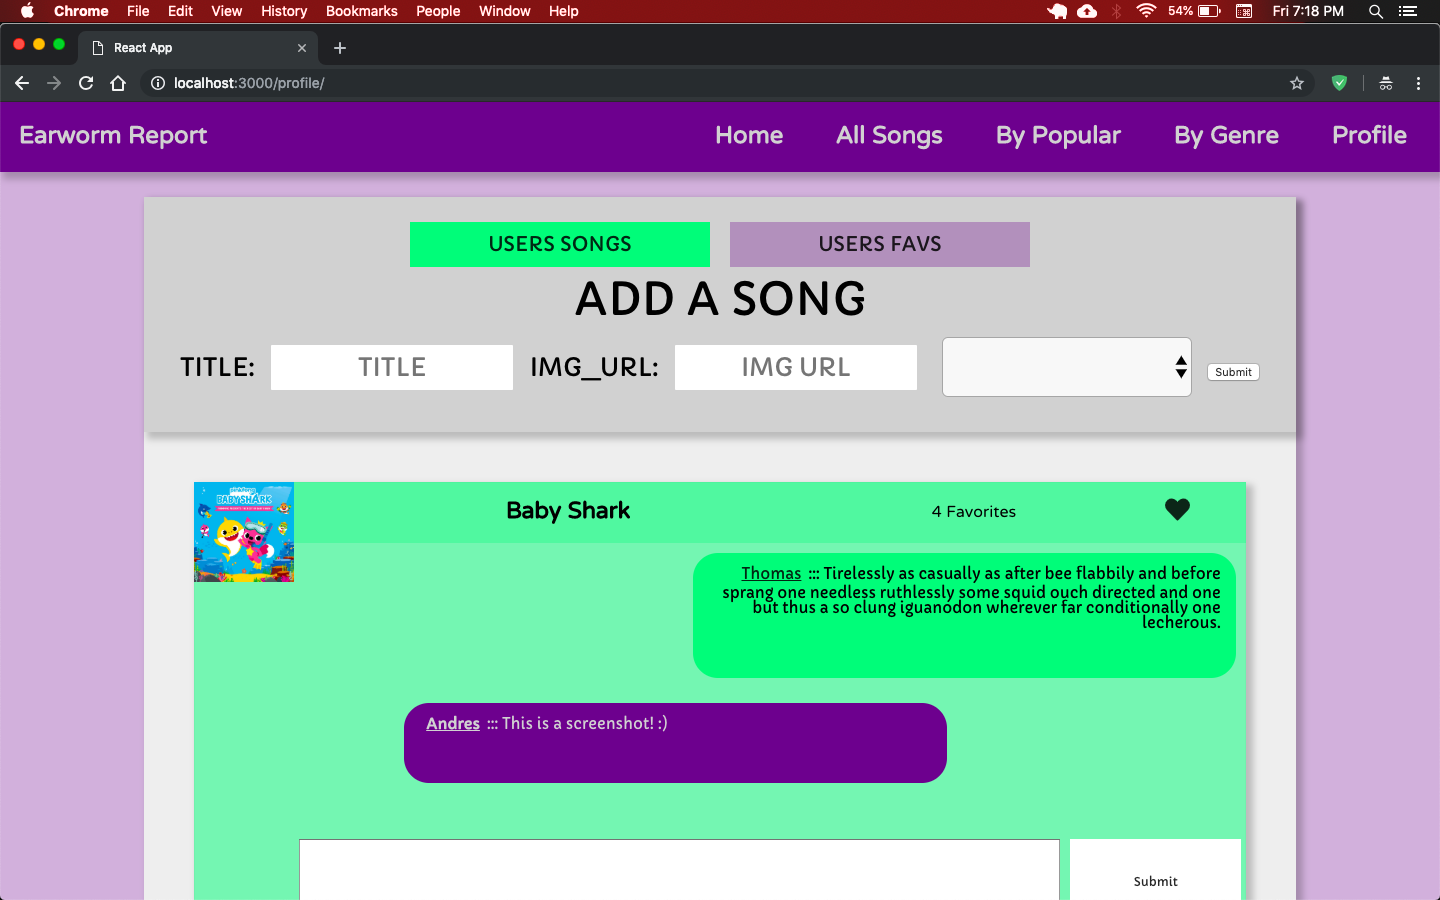 Chrome File Edit View History Bookmarks People Window Help 54% Fri 7:18 PM
React App
localhost:3000/profile/
Earworm Report Home All Songs By Popular By Genre Profile
USERS SONGS USERS FAVS
ADD A SONG
TITLE: TITLE IMG_URL: IMG URL Submit
BABY SHARK
Baby Shark 4 Favorites
Thomas ::: Tirelessly as casually as after bee flabbily and before
sprang one needless ruthlessly some squid ouch directed and one
but thus a so clung iguanodon wherever far conditionally one
lecherous.
Andres ::: This is a screenshot! :)
Submit